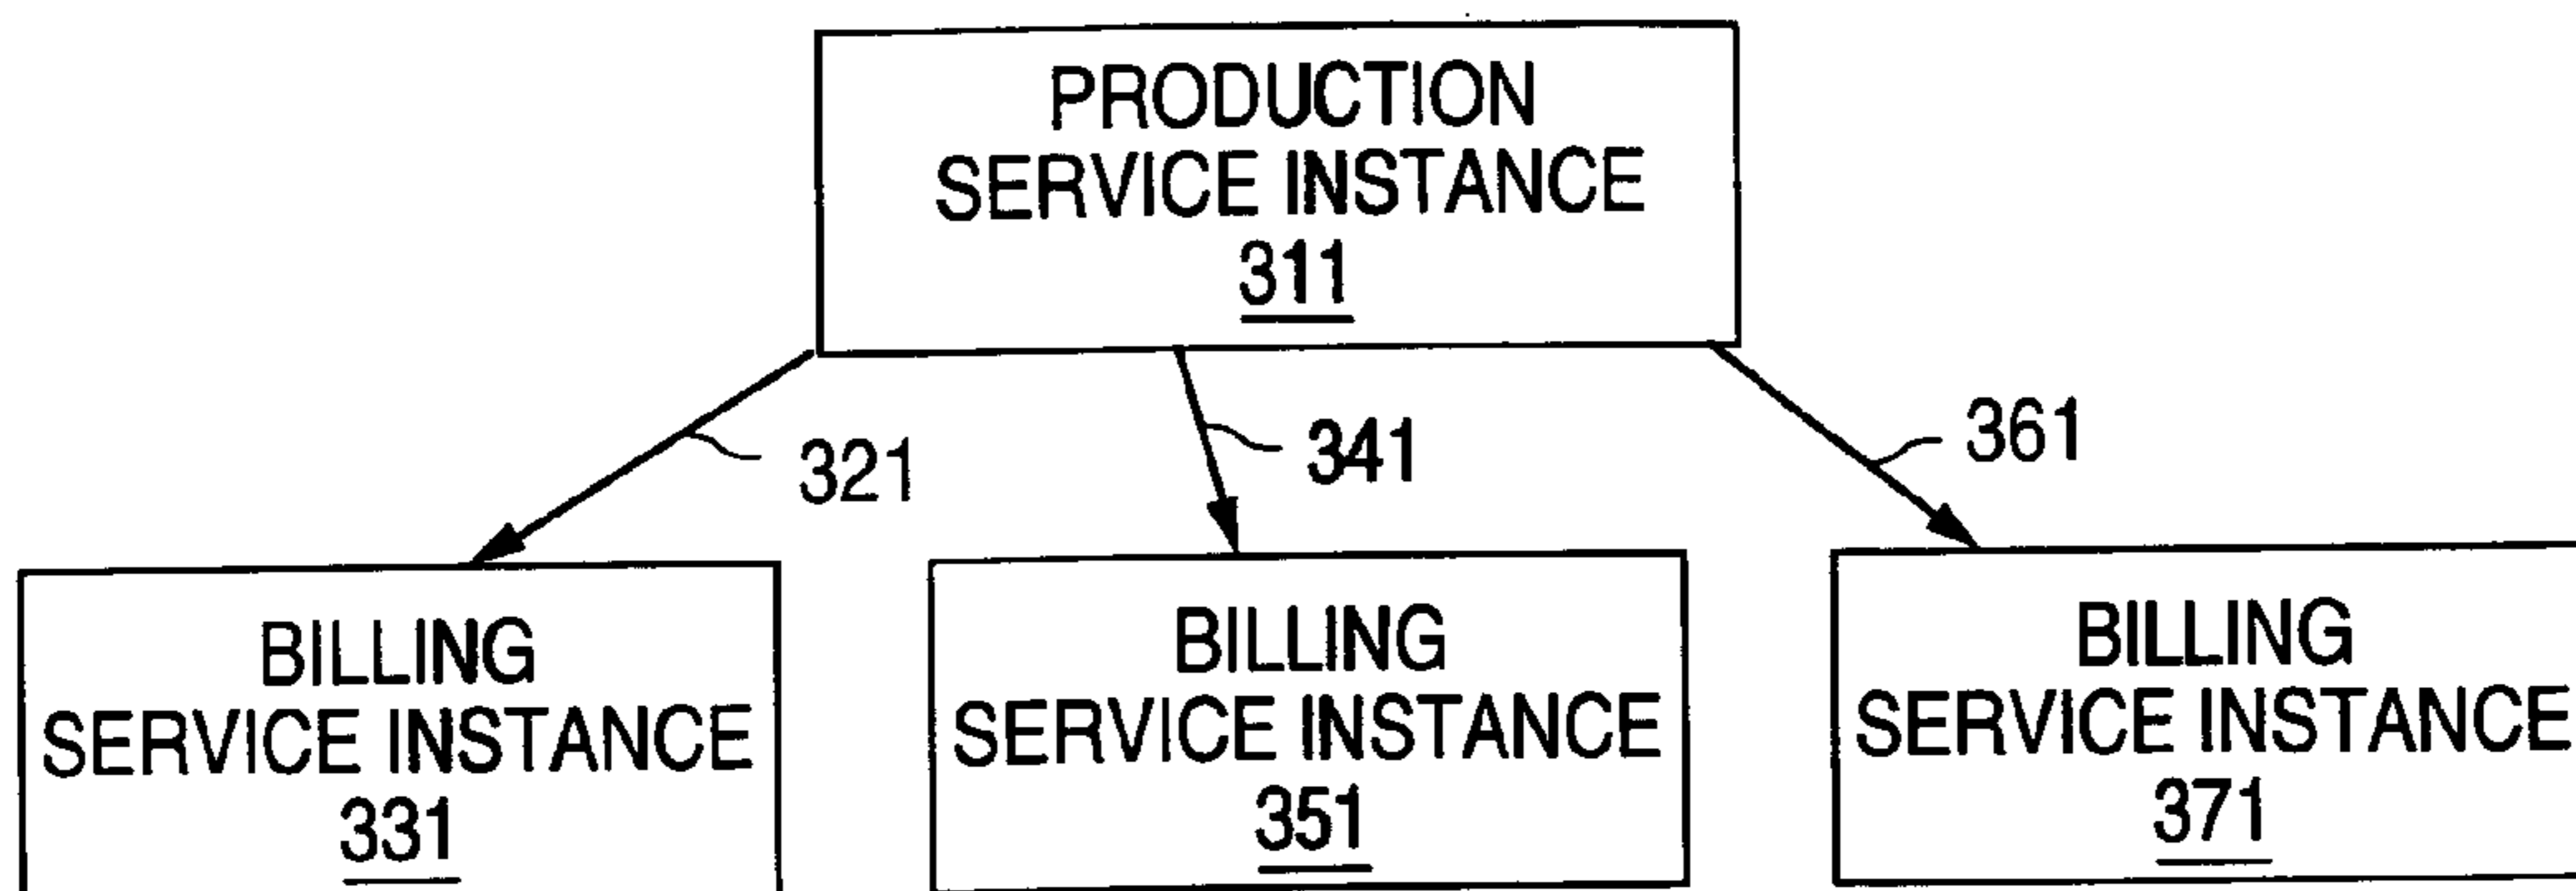 PRODUCTION
SERVICE INSTANCE
311
321
341
361
BILLING
SERVICE INSTANCE
331
BILLING
SERVICE INSTANCE
351
BILLING
SERVICE INSTANCE
371